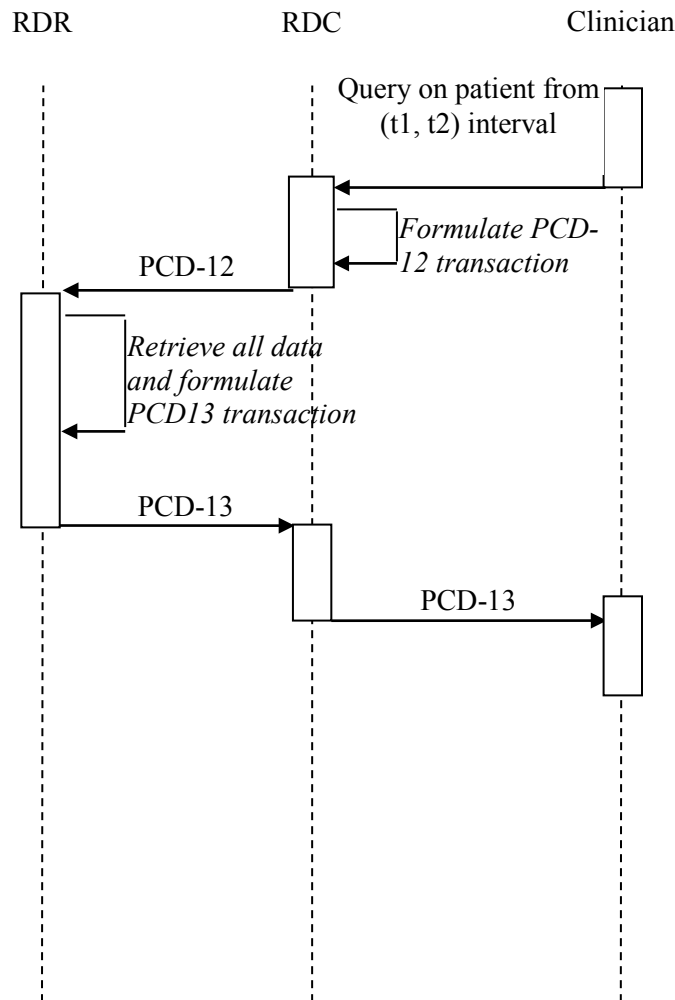 RDR
RDC
Clinician
Query on patient from
(t1, t2) interval
Formulate PCD-
12 transaction
PCD-12
Retrieve all data
and formulate
PCD13 transaction
PCD-13
PCD-13